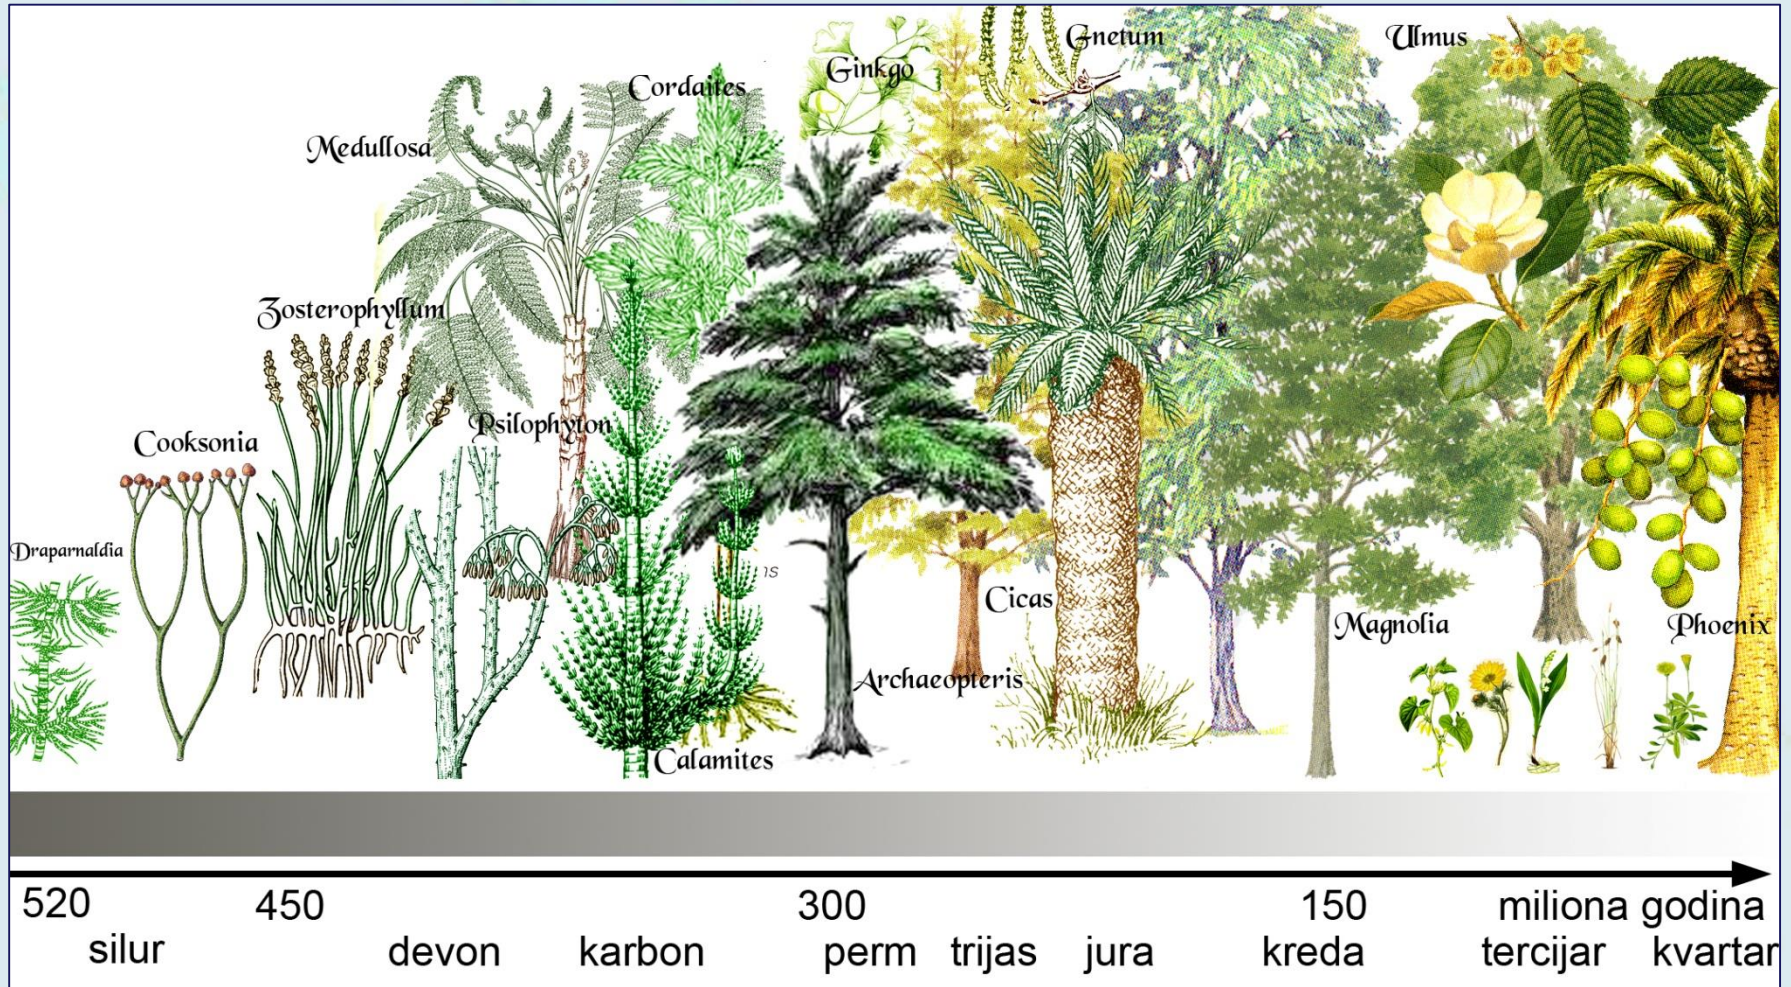 Ulmus
Gnetum
Ginkgo
Cordaites
Medullosa
Zosterophyllum
Psilophyton
Cooksonia
Draparnaldia
Cicas
Magnolia
Phoenix
Archaeopteris
Calamites
520 450 300 150 miliona godina
silur devon karbon perm trijas jura kreda tercijar kvartar